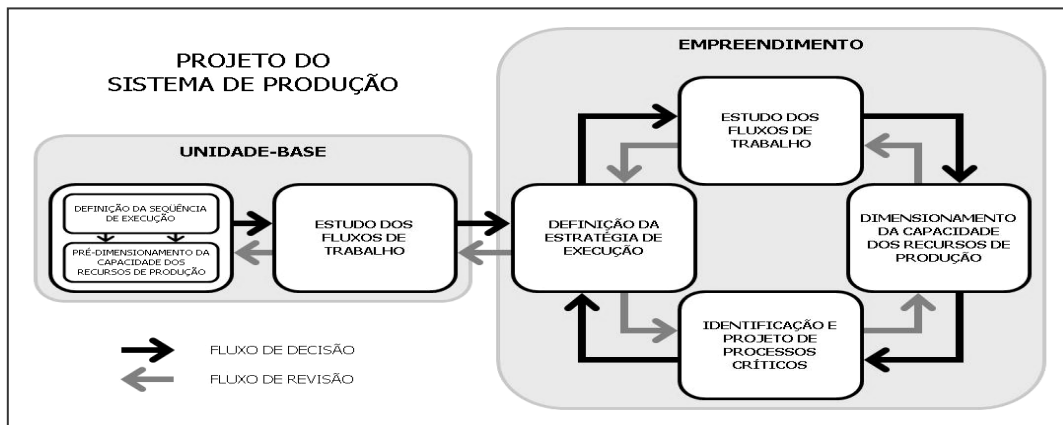 PROJETO DO
SISTEMA DE PRODUÇÃO
UNIDADE-BASE
DEFINIÇÃO DA SEQÜÊNCIA
DE EXECUÇÃO
PRÉ-DIMENSIONAMENTO DA
CAPACIDADE DOS
RECURSOS DE PRODUÇÃO
ESTUDO DOS
FLUXOS DE
TRABALHO
EMPREENDIMENTO
ESTUDO DOS
FLUXOS DE
TRABALHO
DEFINIÇÃO DA
ESTRATÉGIA DE
EXECUÇÃO
DIMENSIONAMENTO
DA CAPACIDADE
DOS RECURSOS DE
PRODUÇÃO
IDENTIFICAÇÃO E
PROJETO DE
PROCESSOS
CRÍTICOS
FLUXO DE DECISÃO
FLUXO DE REVISÃO